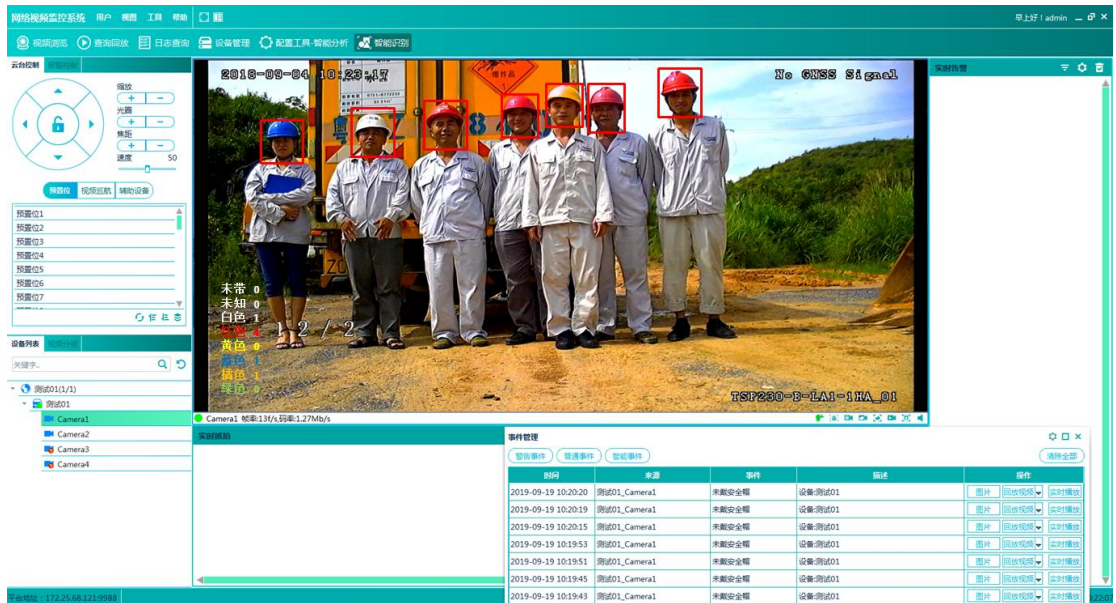 网络视频监控系统 用户 视图 工具 帮助
早上好！admin
视频浏览 查询回放 日志查询 设备管理 配置工具-智能分析 智能识别
云台控制
缩放
+ −
光圈
+ −
焦距
+ −
速度 50
预置位 视频巡航 辅助设备
预置位1
预置位2
预置位3
预置位4
预置位5
预置位6
预置位7
设备列表 视频分组
关键字..
测试01(1/1)
测试01
Camera1
Camera2
Camera3
Camera4
2018-09-04 10:23:17
No GNSS Signal
爆炸品
未带 0
未知 0
白色 1
红色 4
黄色 0
蓝色 1
橘色 1
绿色 0
12/2
TSP230-B-LA1-1HA_01
Camera1 帧率:13f/s,码率:1.27Mb/s
实时告警
实时抓拍
事件管理
警告事件 普通事件 智能事件 清除全部
时间 来源 事件 描述 操作
2019-09-19 10:20:20 测试01_Camera1 未戴安全帽 设备:测试01 图片 回放视频 实时播放
2019-09-19 10:20:19 测试01_Camera1 未戴安全帽 设备:测试01 图片 回放视频 实时播放
2019-09-19 10:20:15 测试01_Camera1 未戴安全帽 设备:测试01 图片 回放视频 实时播放
2019-09-19 10:19:53 测试01_Camera1 未戴安全帽 设备:测试01 图片 回放视频 实时播放
2019-09-19 10:19:51 测试01_Camera1 未戴安全帽 设备:测试01 图片 回放视频 实时播放
2019-09-19 10:19:45 测试01_Camera1 未戴安全帽 设备:测试01 图片 回放视频 实时播放
2019-09-19 10:19:43 测试01_Camera1 未戴安全帽 设备:测试01 图片 回放视频 实时播放
平台地址：172.25.68.121:9988
:22:07